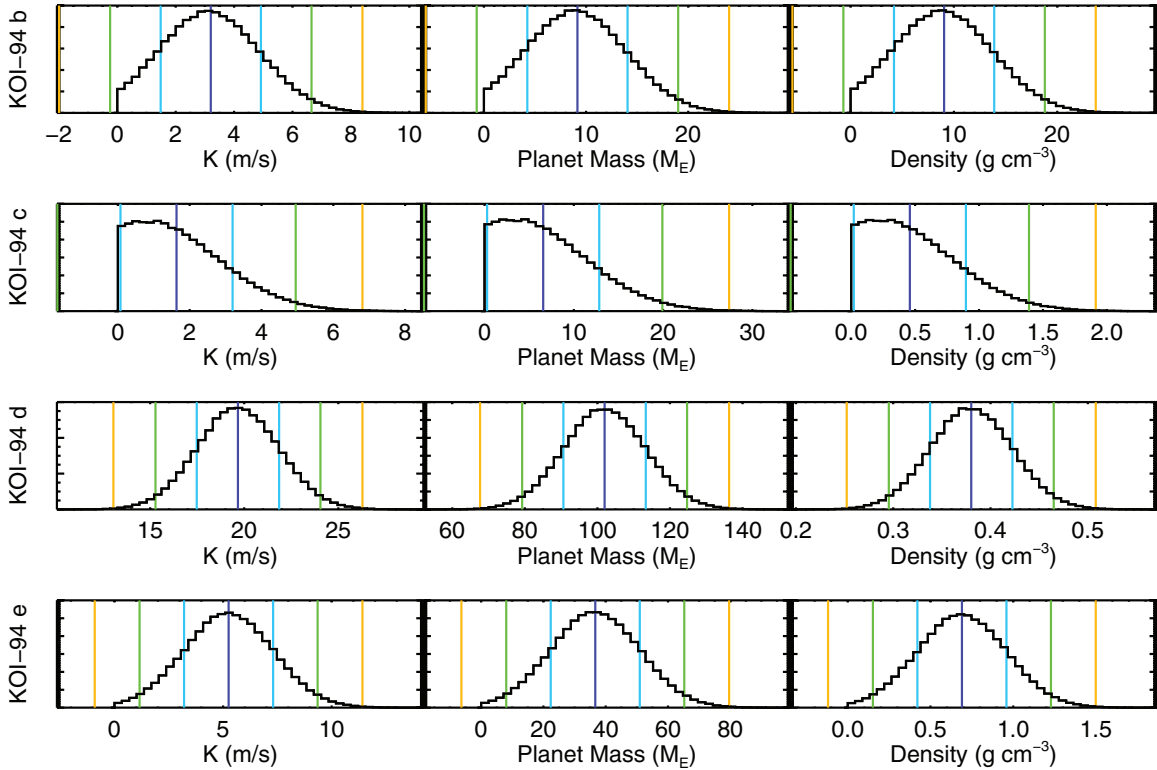 KOI−94 b
−2 0 2 4 6 8 10
K (m/s)
0 10 20
Planet Mass (M_E)
0 10 20
Density (g cm⁻³)
KOI−94 c
0 2 4 6 8
K (m/s)
0 10 20 30
Planet Mass (M_E)
0.0 0.5 1.0 1.5 2.0
Density (g cm⁻³)
KOI−94 d
15 20 25
K (m/s)
60 80 100 120 140
Planet Mass (M_E)
0.2 0.3 0.4 0.5
Density (g cm⁻³)
KOI−94 e
0 5 10
K (m/s)
0 20 40 60 80
Planet Mass (M_E)
0.0 0.5 1.0 1.5
Density (g cm⁻³)